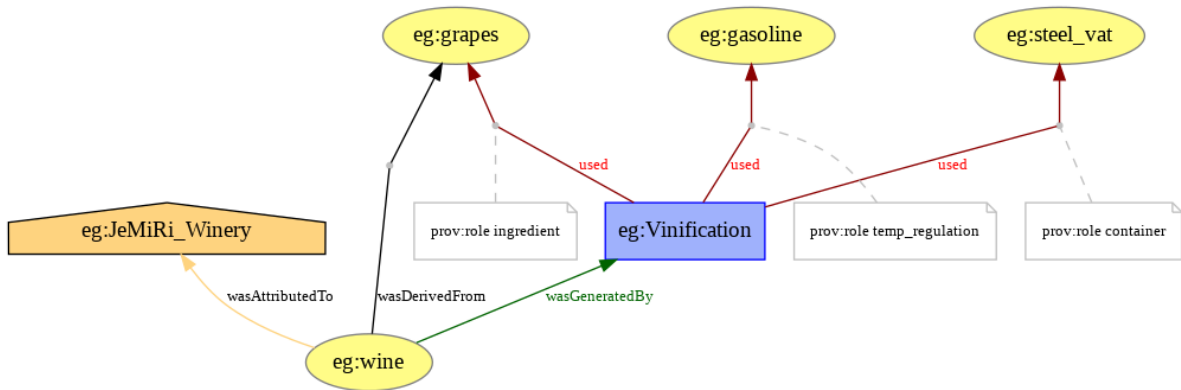 eg:grapes
eg:gasoline
eg:steel_vat
used
used
used
eg:JeMiRi_Winery
prov:role ingredient
eg:Vinification
prov:role temp_regulation
prov:role container
wasAttributedTo
wasDerivedFrom
wasGeneratedBy
eg:wine